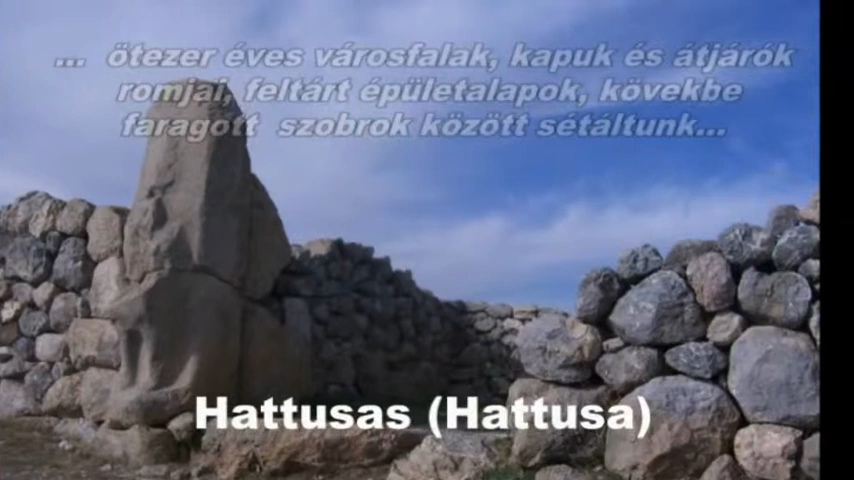 ... ötezer éves városfalak, kapuk és átjárók
romjai, feltárt épületalapok, kövekbe
faragott szobrok között sétáltunk...
Hattusas (Hattusa)